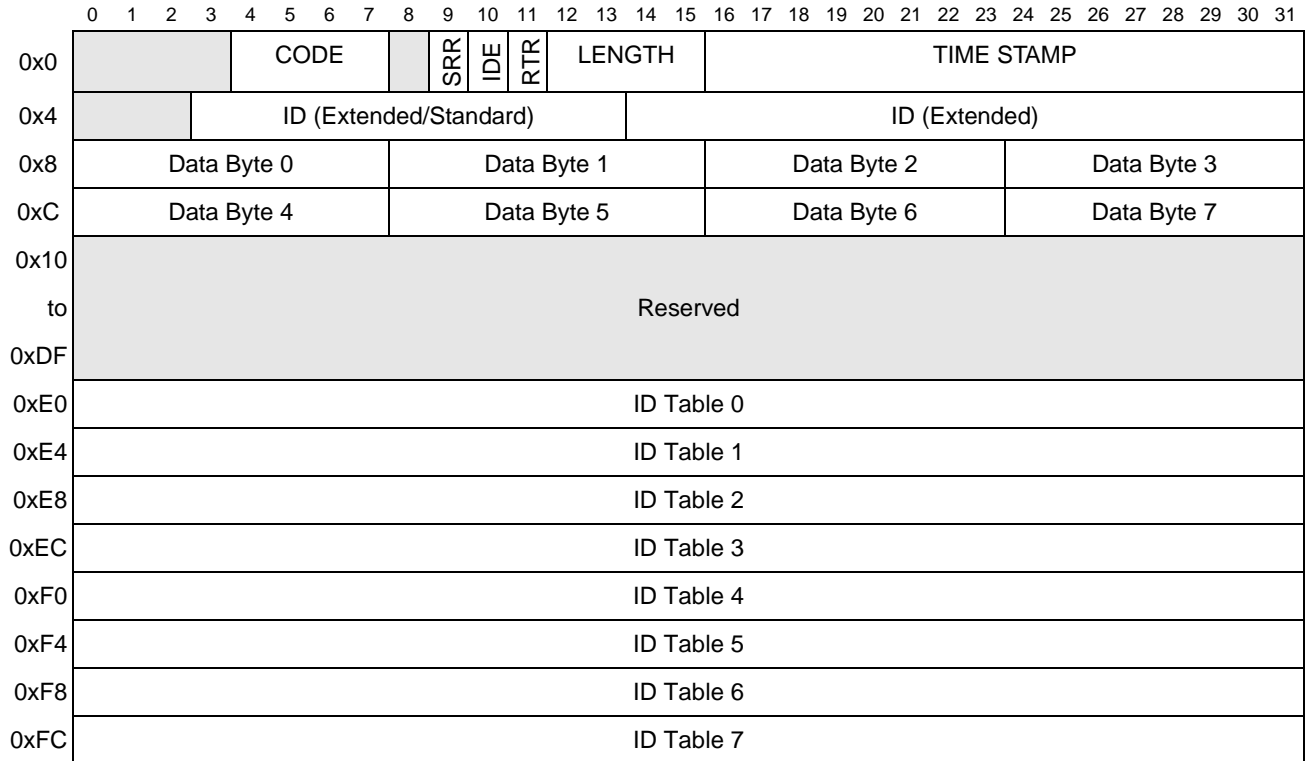 0 1 2 3 4 5 6 0 8 9 10 11 12 13 14 15 16 17 18 19 20 21 22 23 24 25 26 27 28 29 30 31
0x0 CODE SRR IDE RTR LENGTH TIME STAMP
0x4 ID (Extended/Standard) ID (Extended)
0x8 Data Byte 0 Data Byte 1 Data Byte 2 Data Byte 3
0xC Data Byte 4 Data Byte 5 Data Byte 6 Data Byte 7
0x10
to Reserved
0xDF
0xE0 ID Table 0
0xE4 ID Table 1
0xE8 ID Table 2
0xEC ID Table 3
0xF0 ID Table 4
0xF4 ID Table 5
0xF8 ID Table 6
0xFC ID Table 7